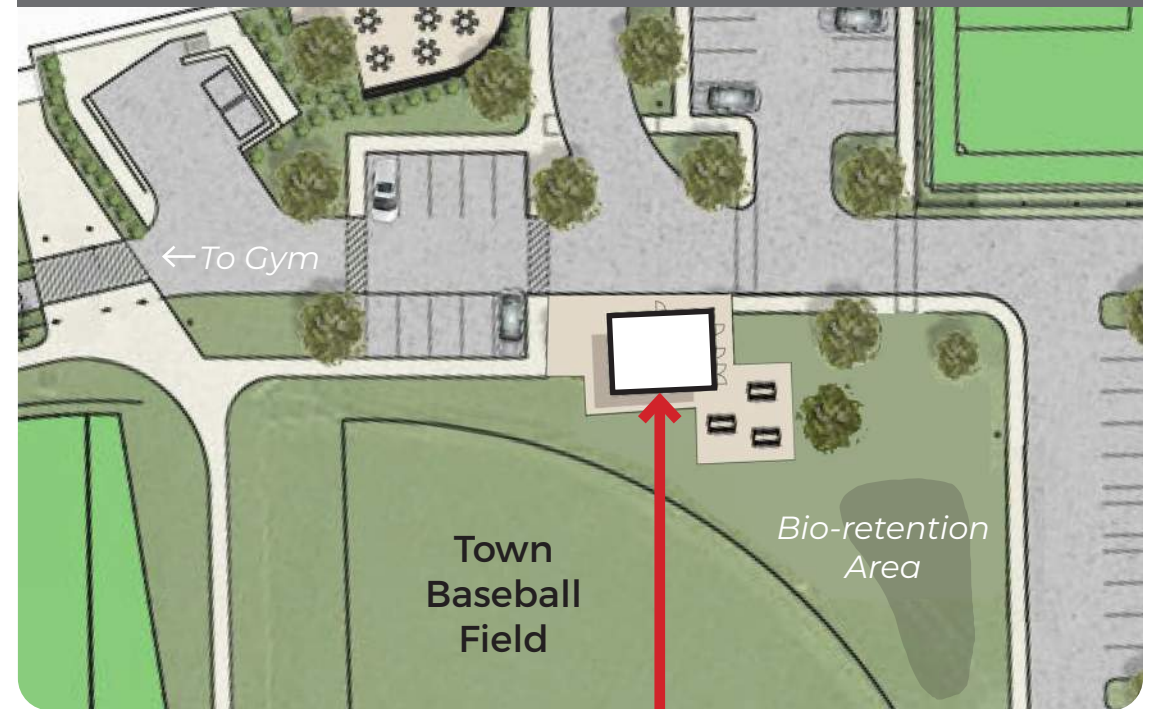 ←To Gym
Town
Baseball
Field
Bio-retention
Area